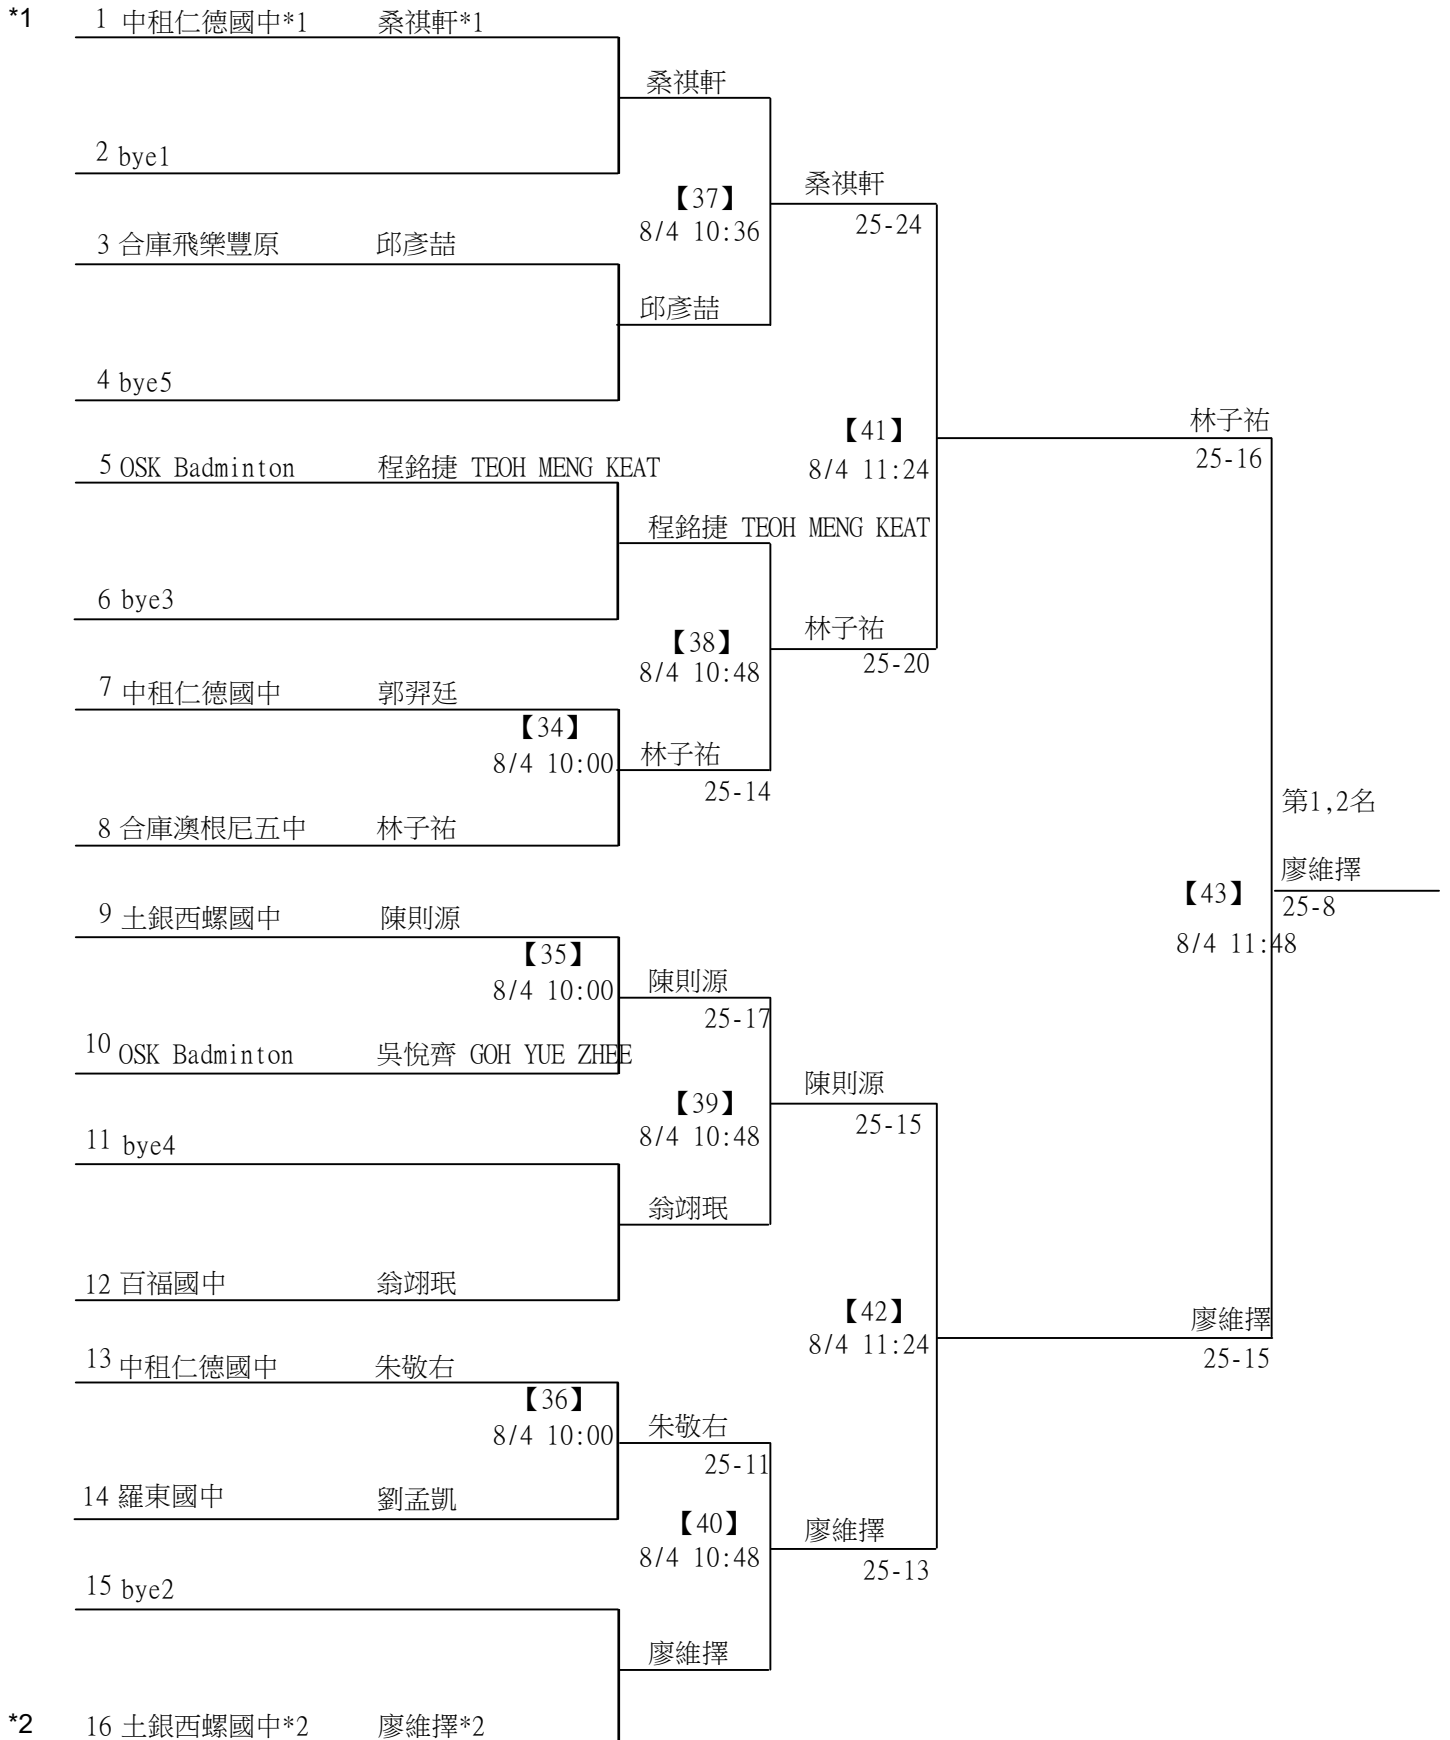 *1 1 中租仁德國中*1 桑祺軒*1
桑祺軒
2 bye1
桑祺軒
【37】
25-24
8/4 10:36
3 合庫飛樂豐原 邱彥喆
邱彥喆
4 bye5
林子祐
【41】
25-16
8/4 11:24
5 OSK Badminton 程銘捷 TEOH MENG KEAT
程銘捷 TEOH MENG KEAT
6 bye3
林子祐
【38】
25-20
8/4 10:48
7 中租仁德國中 郭羿廷
【34】
8/4 10:00
林子祐
25-14
第1,2名
8 合庫澳根尼五中 林子祐
廖維擇
【43】
25-8
8/4 11:48
9 土銀西螺國中 陳則源
【35】
8/4 10:00
陳則源
25-17
10 OSK Badminton 吳悅齊 GOH YUE ZHEE
陳則源
【39】
25-15
8/4 10:48
11 bye4
翁翊珉
12 百福國中 翁翊珉
【42】
廖維擇
8/4 11:24
25-15
13 中租仁德國中 朱敬右
【36】
8/4 10:00
朱敬右
25-11
14 羅東國中 劉孟凱
【40】
廖維擇
8/4 10:48
25-13
15 bye2
廖維擇
*2 16 土銀西螺國中*2 廖維擇*2